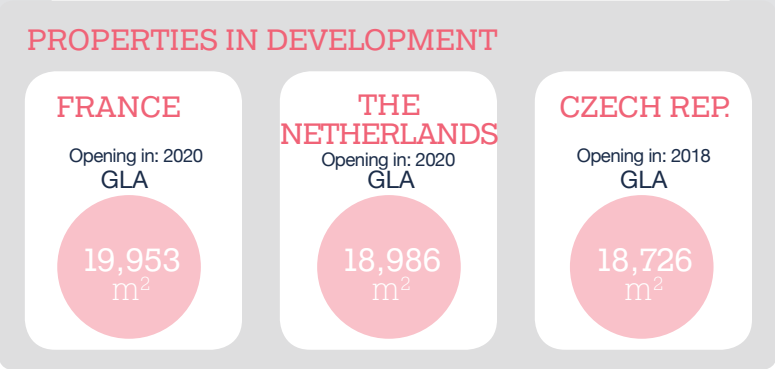 PROPERTIES IN DEVELOPMENT
FRANCE
Opening in: 2020
GLA
19,953
m²
THE
NETHERLANDS
Opening in: 2020
GLA
18,986
m²
CZECH REP.
Opening in: 2018
GLA
18,726
m²